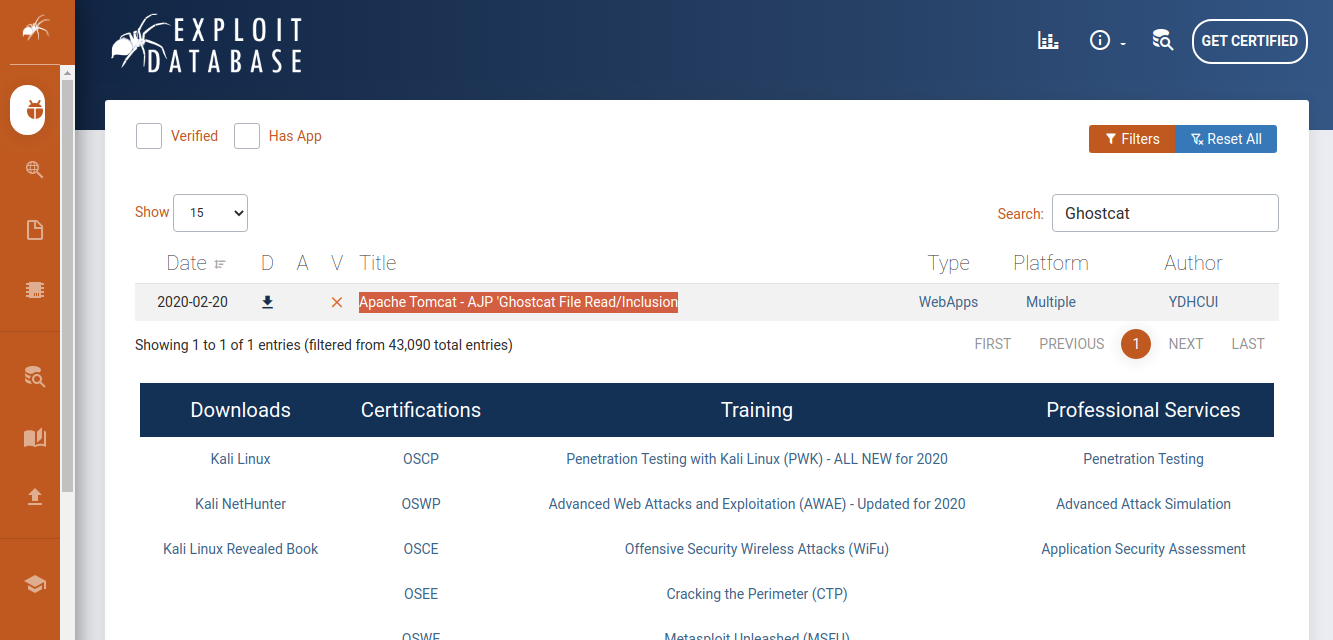 EXPLOIT
DATABASE
GET CERTIFIED
Verified Has App
Filters Reset All
Show 15 Search: Ghostcat
Date D A V Title Type Platform Author
2020-02-20 Apache Tomcat - AJP 'Ghostcat File Read/Inclusion WebApps Multiple YDHCUI
Showing 1 to 1 of 1 entries (filtered from 43,090 total entries) FIRST PREVIOUS 1 NEXT LAST
Downloads Certifications Training Professional Services
Kali Linux OSCP Penetration Testing with Kali Linux (PWK) - ALL NEW for 2020 Penetration Testing
Kali NetHunter OSWP Advanced Web Attacks and Exploitation (AWAE) - Updated for 2020 Advanced Attack Simulation
Kali Linux Revealed Book OSCE Offensive Security Wireless Attacks (WiFu) Application Security Assessment
OSEE Cracking the Perimeter (CTP)
OSWE Metasploit Unleashed (MSFU)